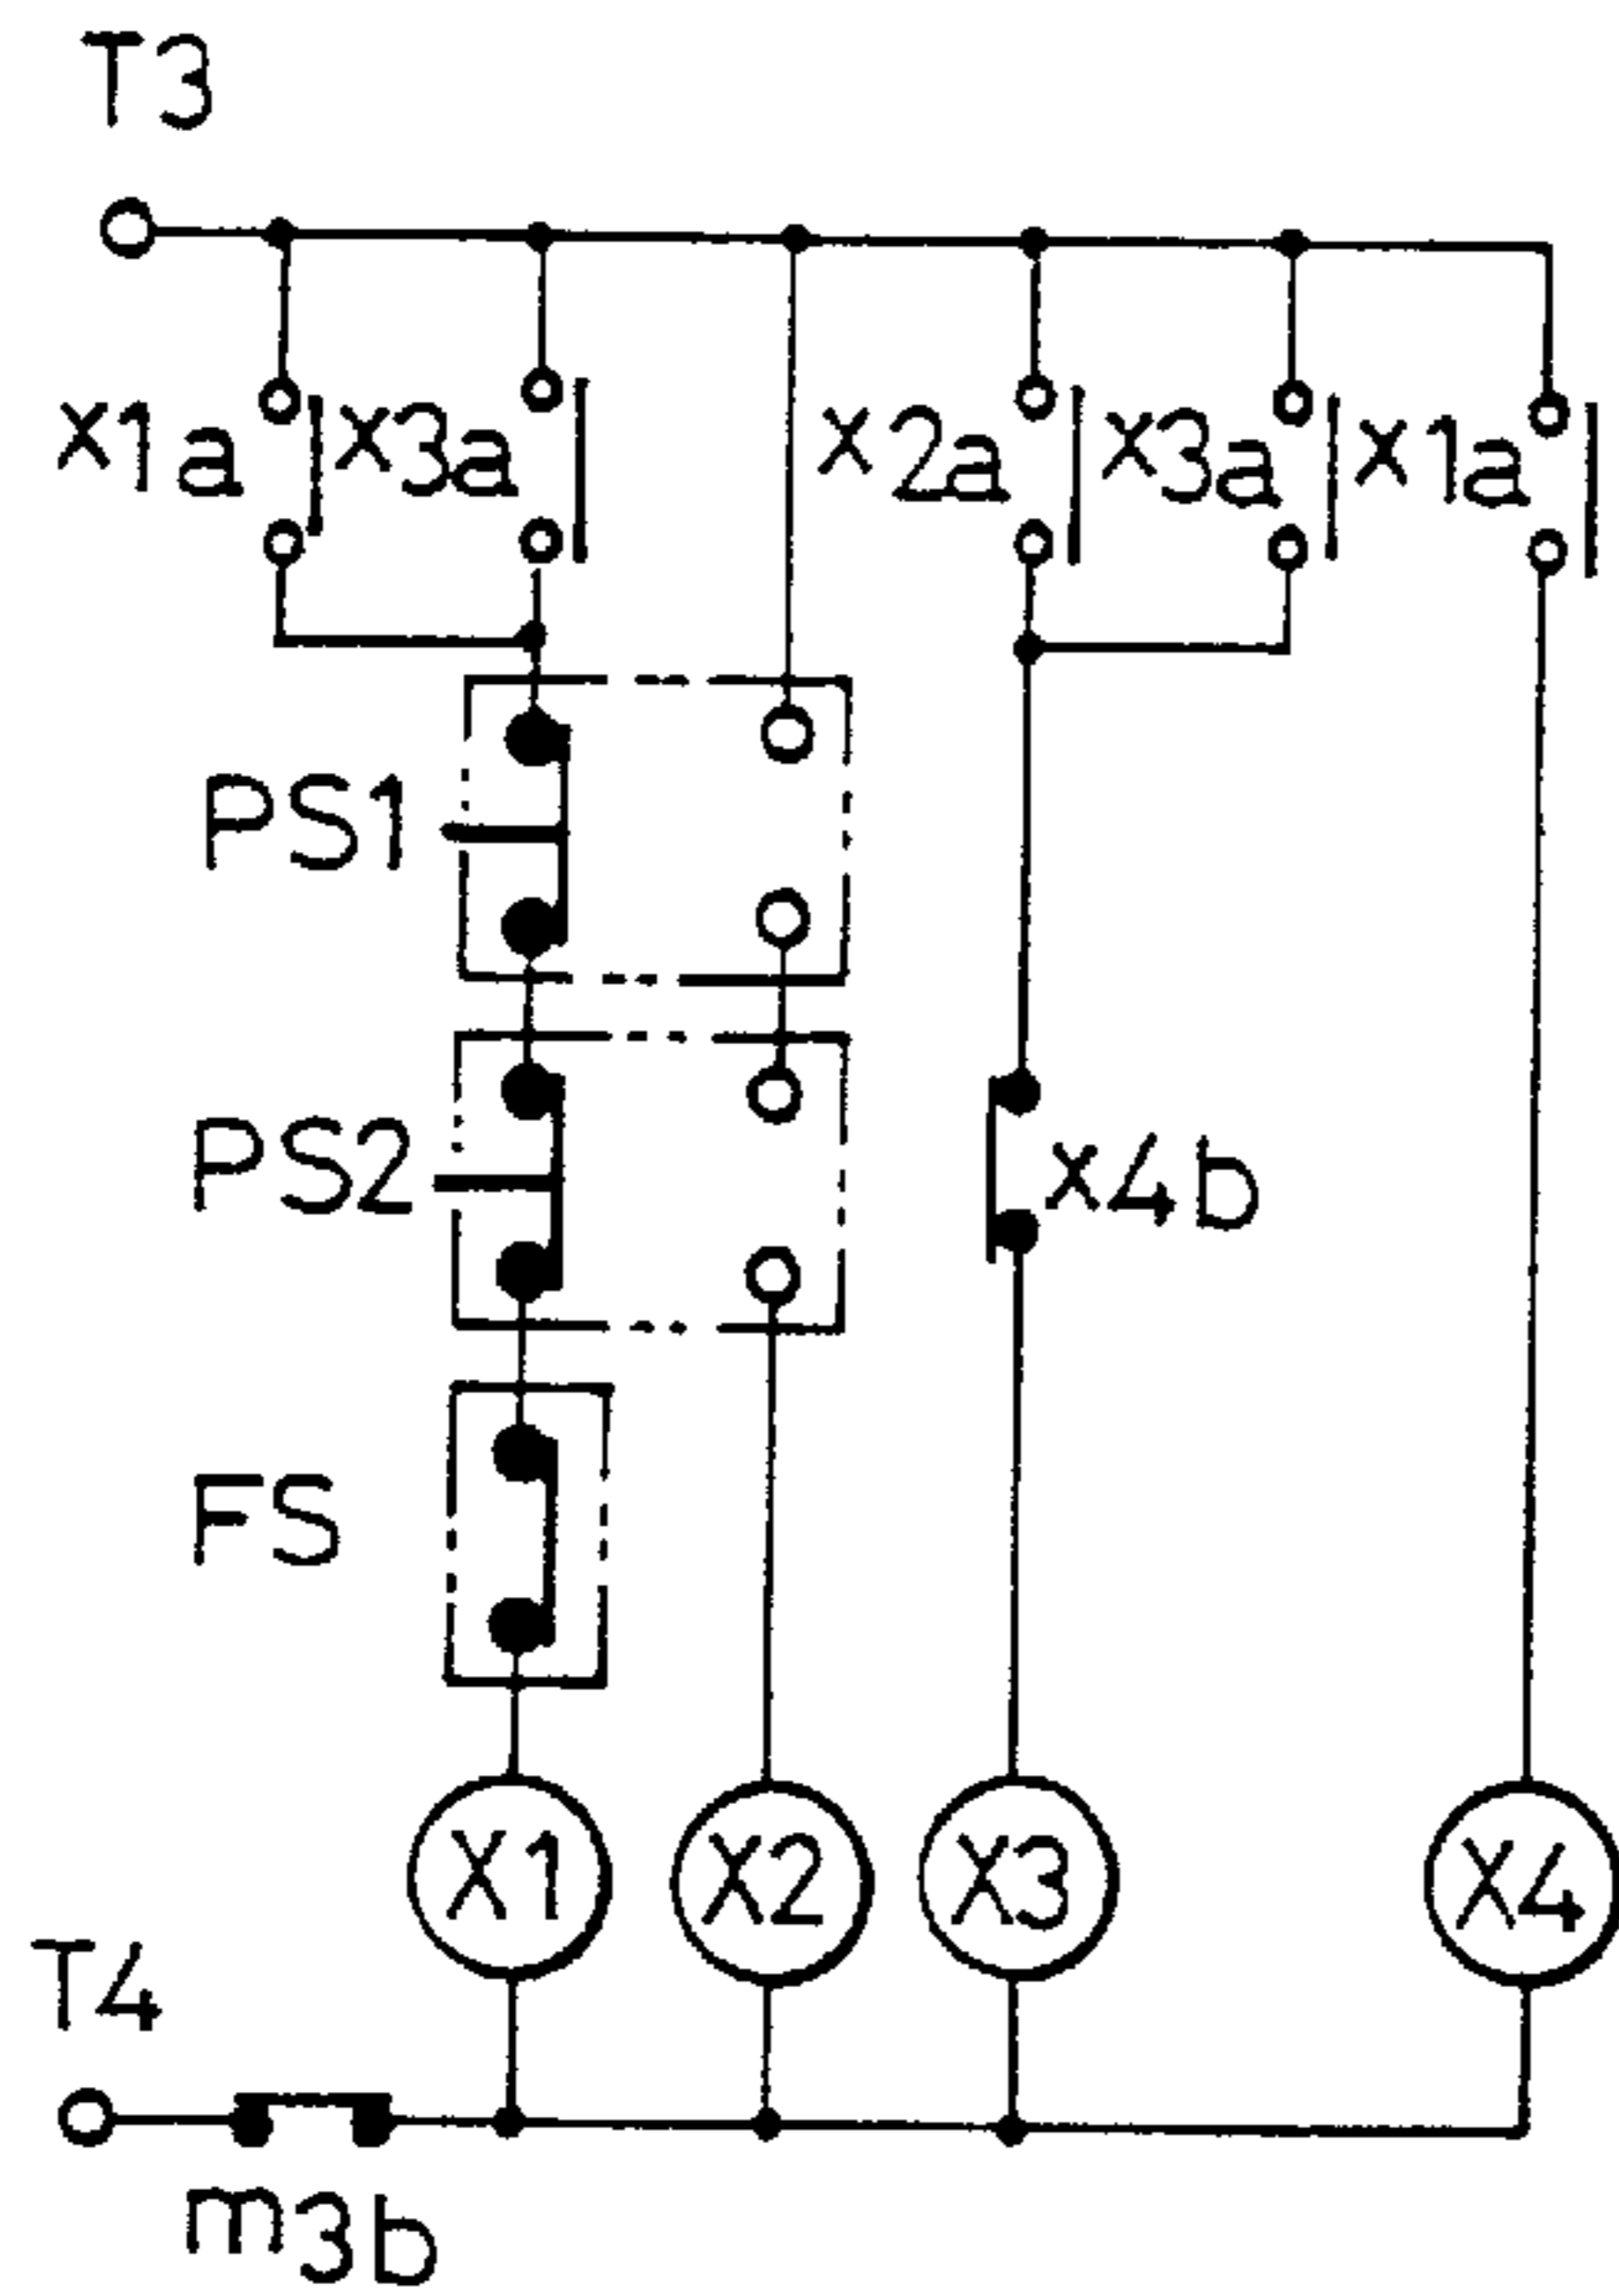 T3
x1a x3a x2a x3a x1a
PS1
PS2 x4b
FS
X1 X2 X3 X4
T4
m3b